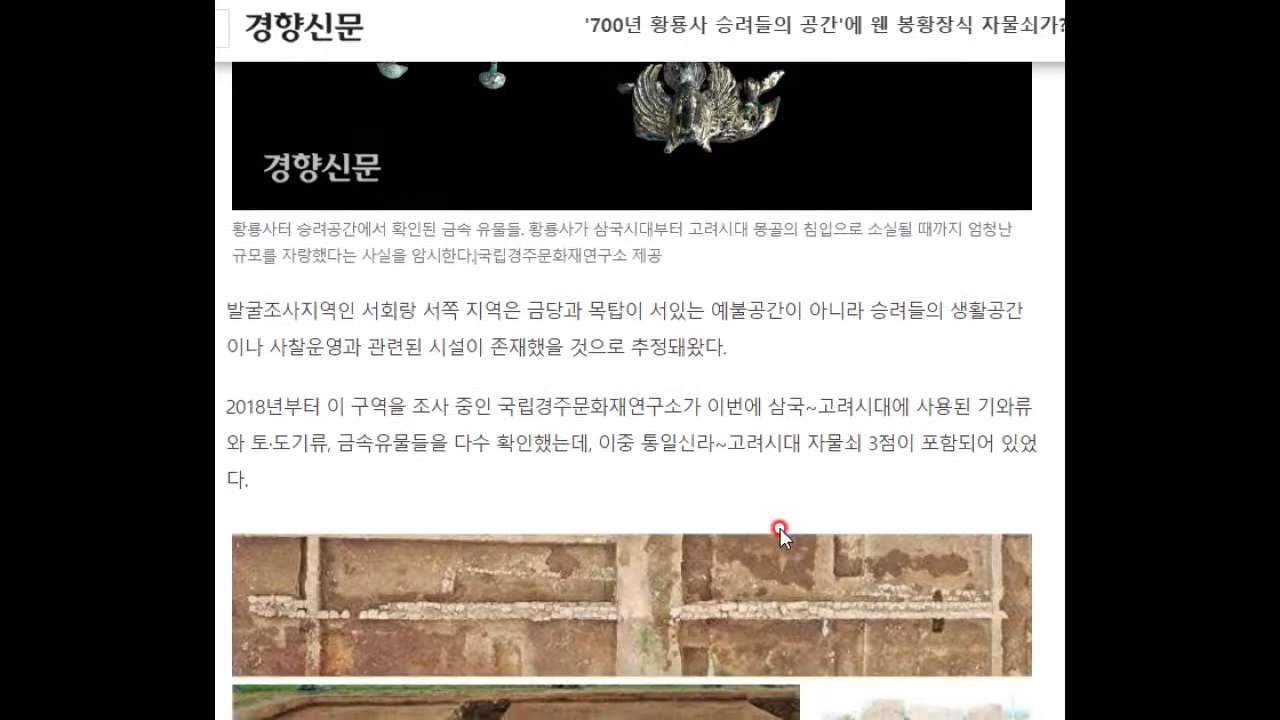 경향신문
'700년 황룡사 승려들의 공간'에 웬 봉황장식 자물쇠가?
경향신문
황룡사터 승려공간에서 확인된 금속 유물들. 황룡사가 삼국시대부터 고려시대 몽골의 침입으로 소실될 때까지 엄청난
규모를 자랑했다는 사실을 암시한다.|국립경주문화재연구소 제공
발굴조사지역인 서회랑 서쪽 지역은 금당과 목탑이 서있는 예불공간이 아니라 승려들의 생활공간
이나 사찰운영과 관련된 시설이 존재했을 것으로 추정돼왔다.
2018년부터 이 구역을 조사 중인 국립경주문화재연구소가 이번에 삼국~고려시대에 사용된 기와류
와 토·도기류, 금속유물들을 다수 확인했는데, 이중 통일신라~고려시대 자물쇠 3점이 포함되어 있었
다.